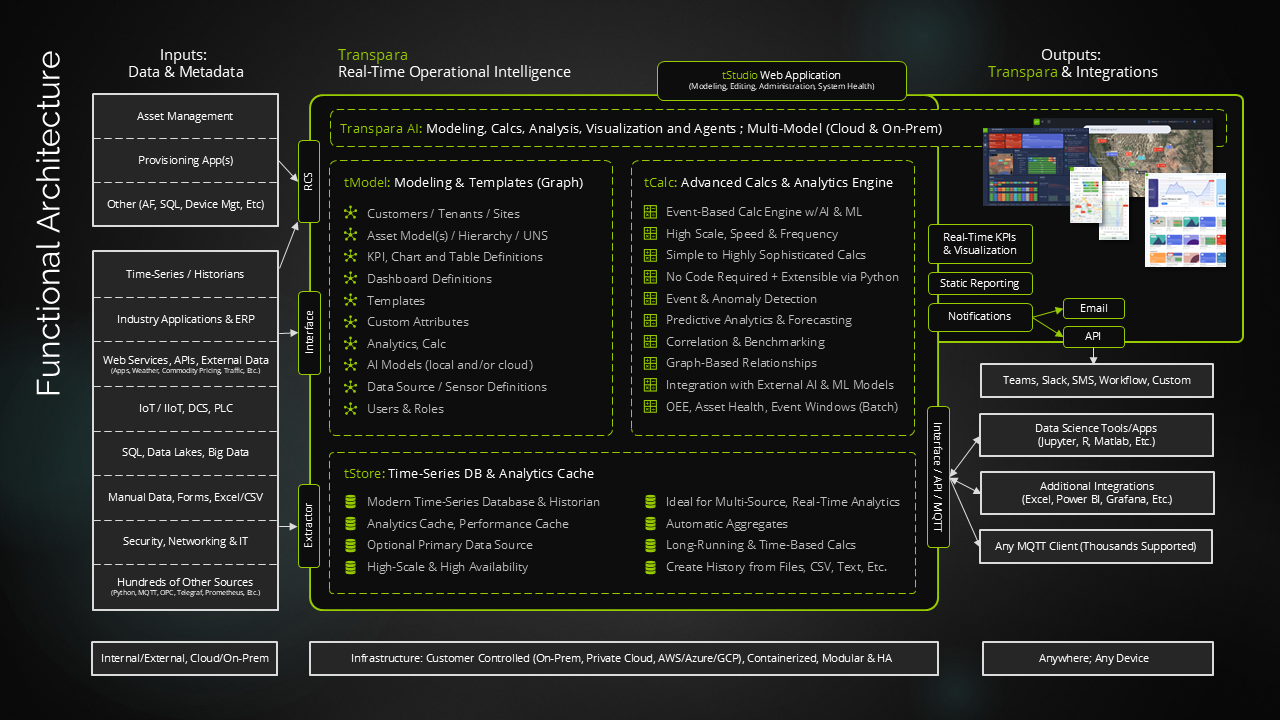 Functional Architecture
Inputs:
Data & Metadata
Asset Management
Provisioning App(s)
Other (AF, SQL, Device Mgt, Etc)
Time-Series / Historians
Industry Applications & ERP
Web Services, APIs, External Data
(Apps, Weather, Commodity Pricing, Traffic, Etc.)
IoT / IIoT, DCS, PLC
SQL, Data Lakes, Big Data
Manual Data, Forms, Excel/CSV
Security, Networking & IT
Hundreds of Other Sources
(Python, MQTT, OPC, Telegraf, Prometheus, Etc.)
Internal/External, Cloud/On-Prem
RCS
Interface
Extractor
Transpara
Real-Time Operational Intelligence
tStudio Web Application
(Modeling, Editing, Administration, System Health)
Transpara AI: Modeling, Calcs, Analysis, Visualization and Agents ; Multi-Model (Cloud & On-Prem)
tModel: Modeling & Templates (Graph)
Customers / Tenants / Sites
Asset Model(s) / Hierarchy / UNS
KPI, Chart and Table Definitions
Dashboard Definitions
Templates
Custom Attributes
Analytics, Calc
AI Models (local and/or cloud)
Data Source / Sensor Definitions
Users & Roles
tCalc: Advanced Calcs & Analytics Engine
Event-Based Calc Engine w/AI & ML
High Scale, Speed & Frequency
Simple to Highly Sophisticated Calcs
No Code Required + Extensible via Python
Event & Anomaly Detection
Predictive Analytics & Forecasting
Correlation & Benchmarking
Graph-Based Relationships
Integration with External AI & ML Models
OEE, Asset Health, Event Windows (Batch)
tStore: Time-Series DB & Analytics Cache
Modern Time-Series Database & Historian
Analytics Cache, Performance Cache
Optional Primary Data Source
High-Scale & High Availability
Ideal for Multi-Source, Real-Time Analytics
Automatic Aggregates
Long-Running & Time-Based Calcs
Create History from Files, CSV, Text, Etc.
Infrastructure: Customer Controlled (On-Prem, Private Cloud, AWS/Azure/GCP), Containerized, Modular & HA
Outputs:
Transpara & Integrations
Real-Time KPIs
& Visualization
Static Reporting
Notifications
Email
API
Teams, Slack, SMS, Workflow, Custom
Interface / API / MQTT
Data Science Tools/Apps
(Jupyter, R, Matlab, Etc.)
Additional Integrations
(Excel, Power BI, Grafana, Etc.)
Any MQTT Client (Thousands Supported)
Anywhere; Any Device